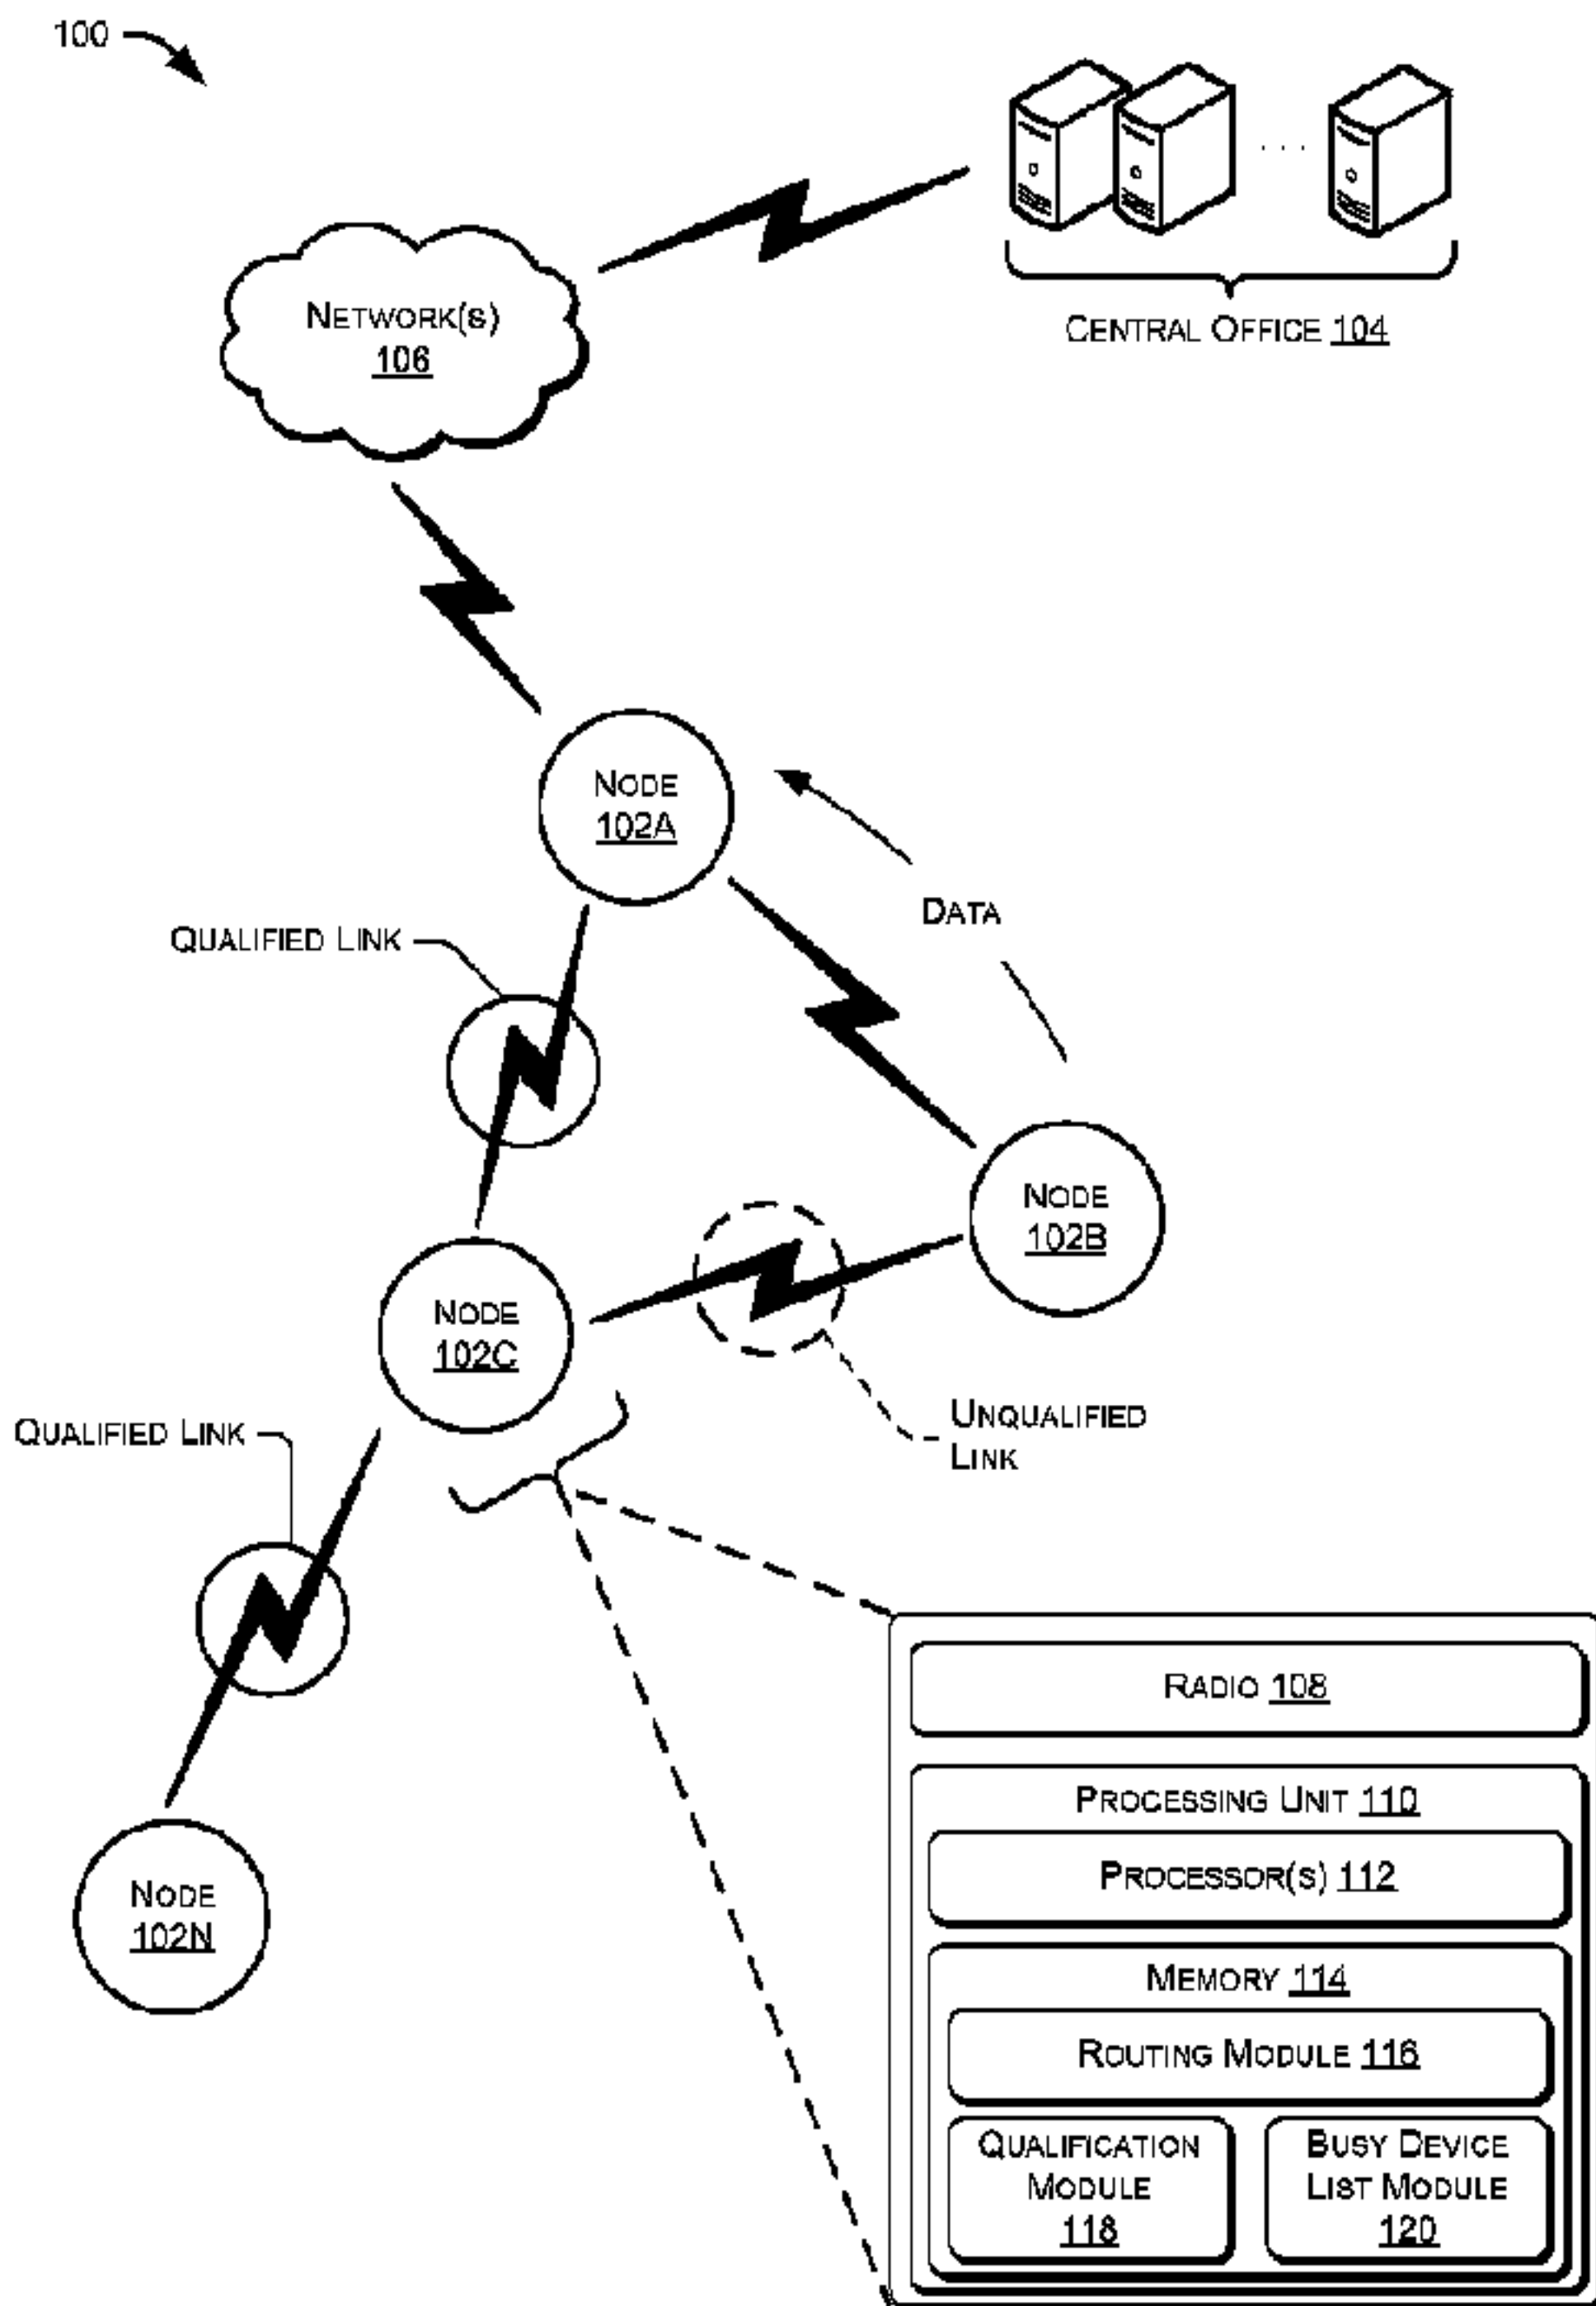 100
NETWORK(S)
106
CENTRAL OFFICE 104
NODE
102A
DATA
QUALIFIED LINK
NODE
102B
NODE
102C
UNQUALIFIED
LINK
QUALIFIED LINK
NODE
102N
RADIO 108
PROCESSING UNIT 110
PROCESSOR(S) 112
MEMORY 114
ROUTING MODULE 116
QUALIFICATION
MODULE
118
BUSY DEVICE
LIST MODULE
120